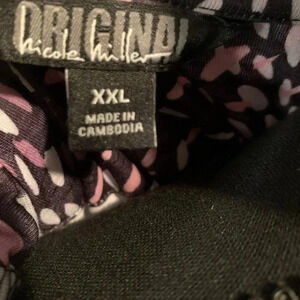 ORIGINAL
nicole miller
XXL
MADE IN
CAMBODIA